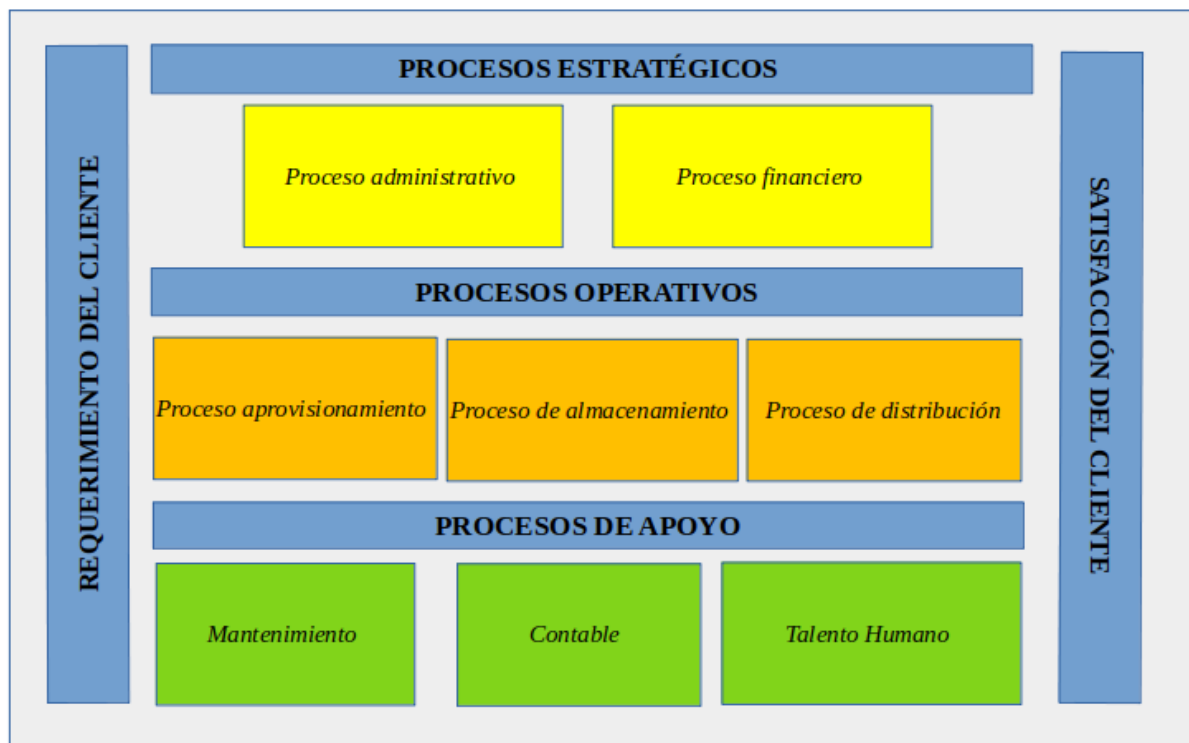 REQUERIMIENTO DEL CLIENTE
PROCESOS ESTRATÉGICOS
Proceso administrativo
Proceso financiero
PROCESOS OPERATIVOS
Proceso aprovisionamiento
Proceso de almacenamiento
Proceso de distribución
PROCESOS DE APOYO
Mantenimiento
Contable
Talento Humano
SATISFACCIÓN DEL CLIENTE